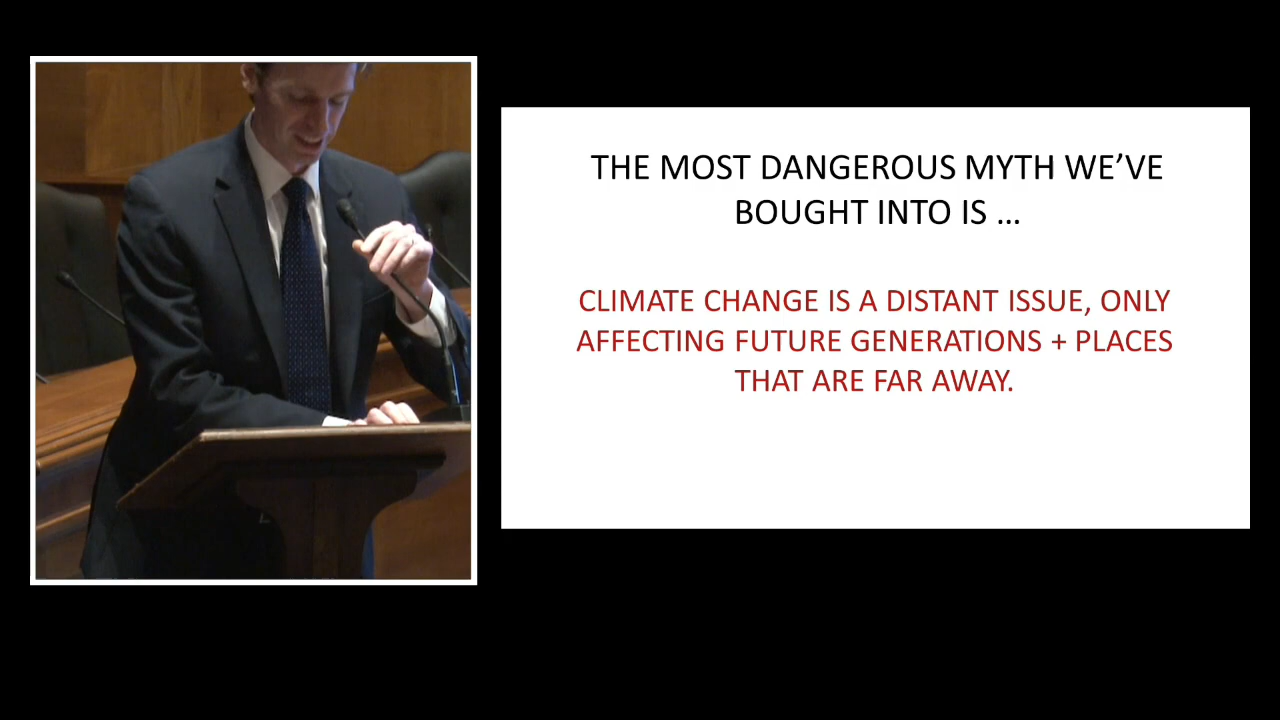 THE MOST DANGEROUS MYTH WE’VE
BOUGHT INTO IS …
CLIMATE CHANGE IS A DISTANT ISSUE, ONLY
AFFECTING FUTURE GENERATIONS + PLACES
THAT ARE FAR AWAY.